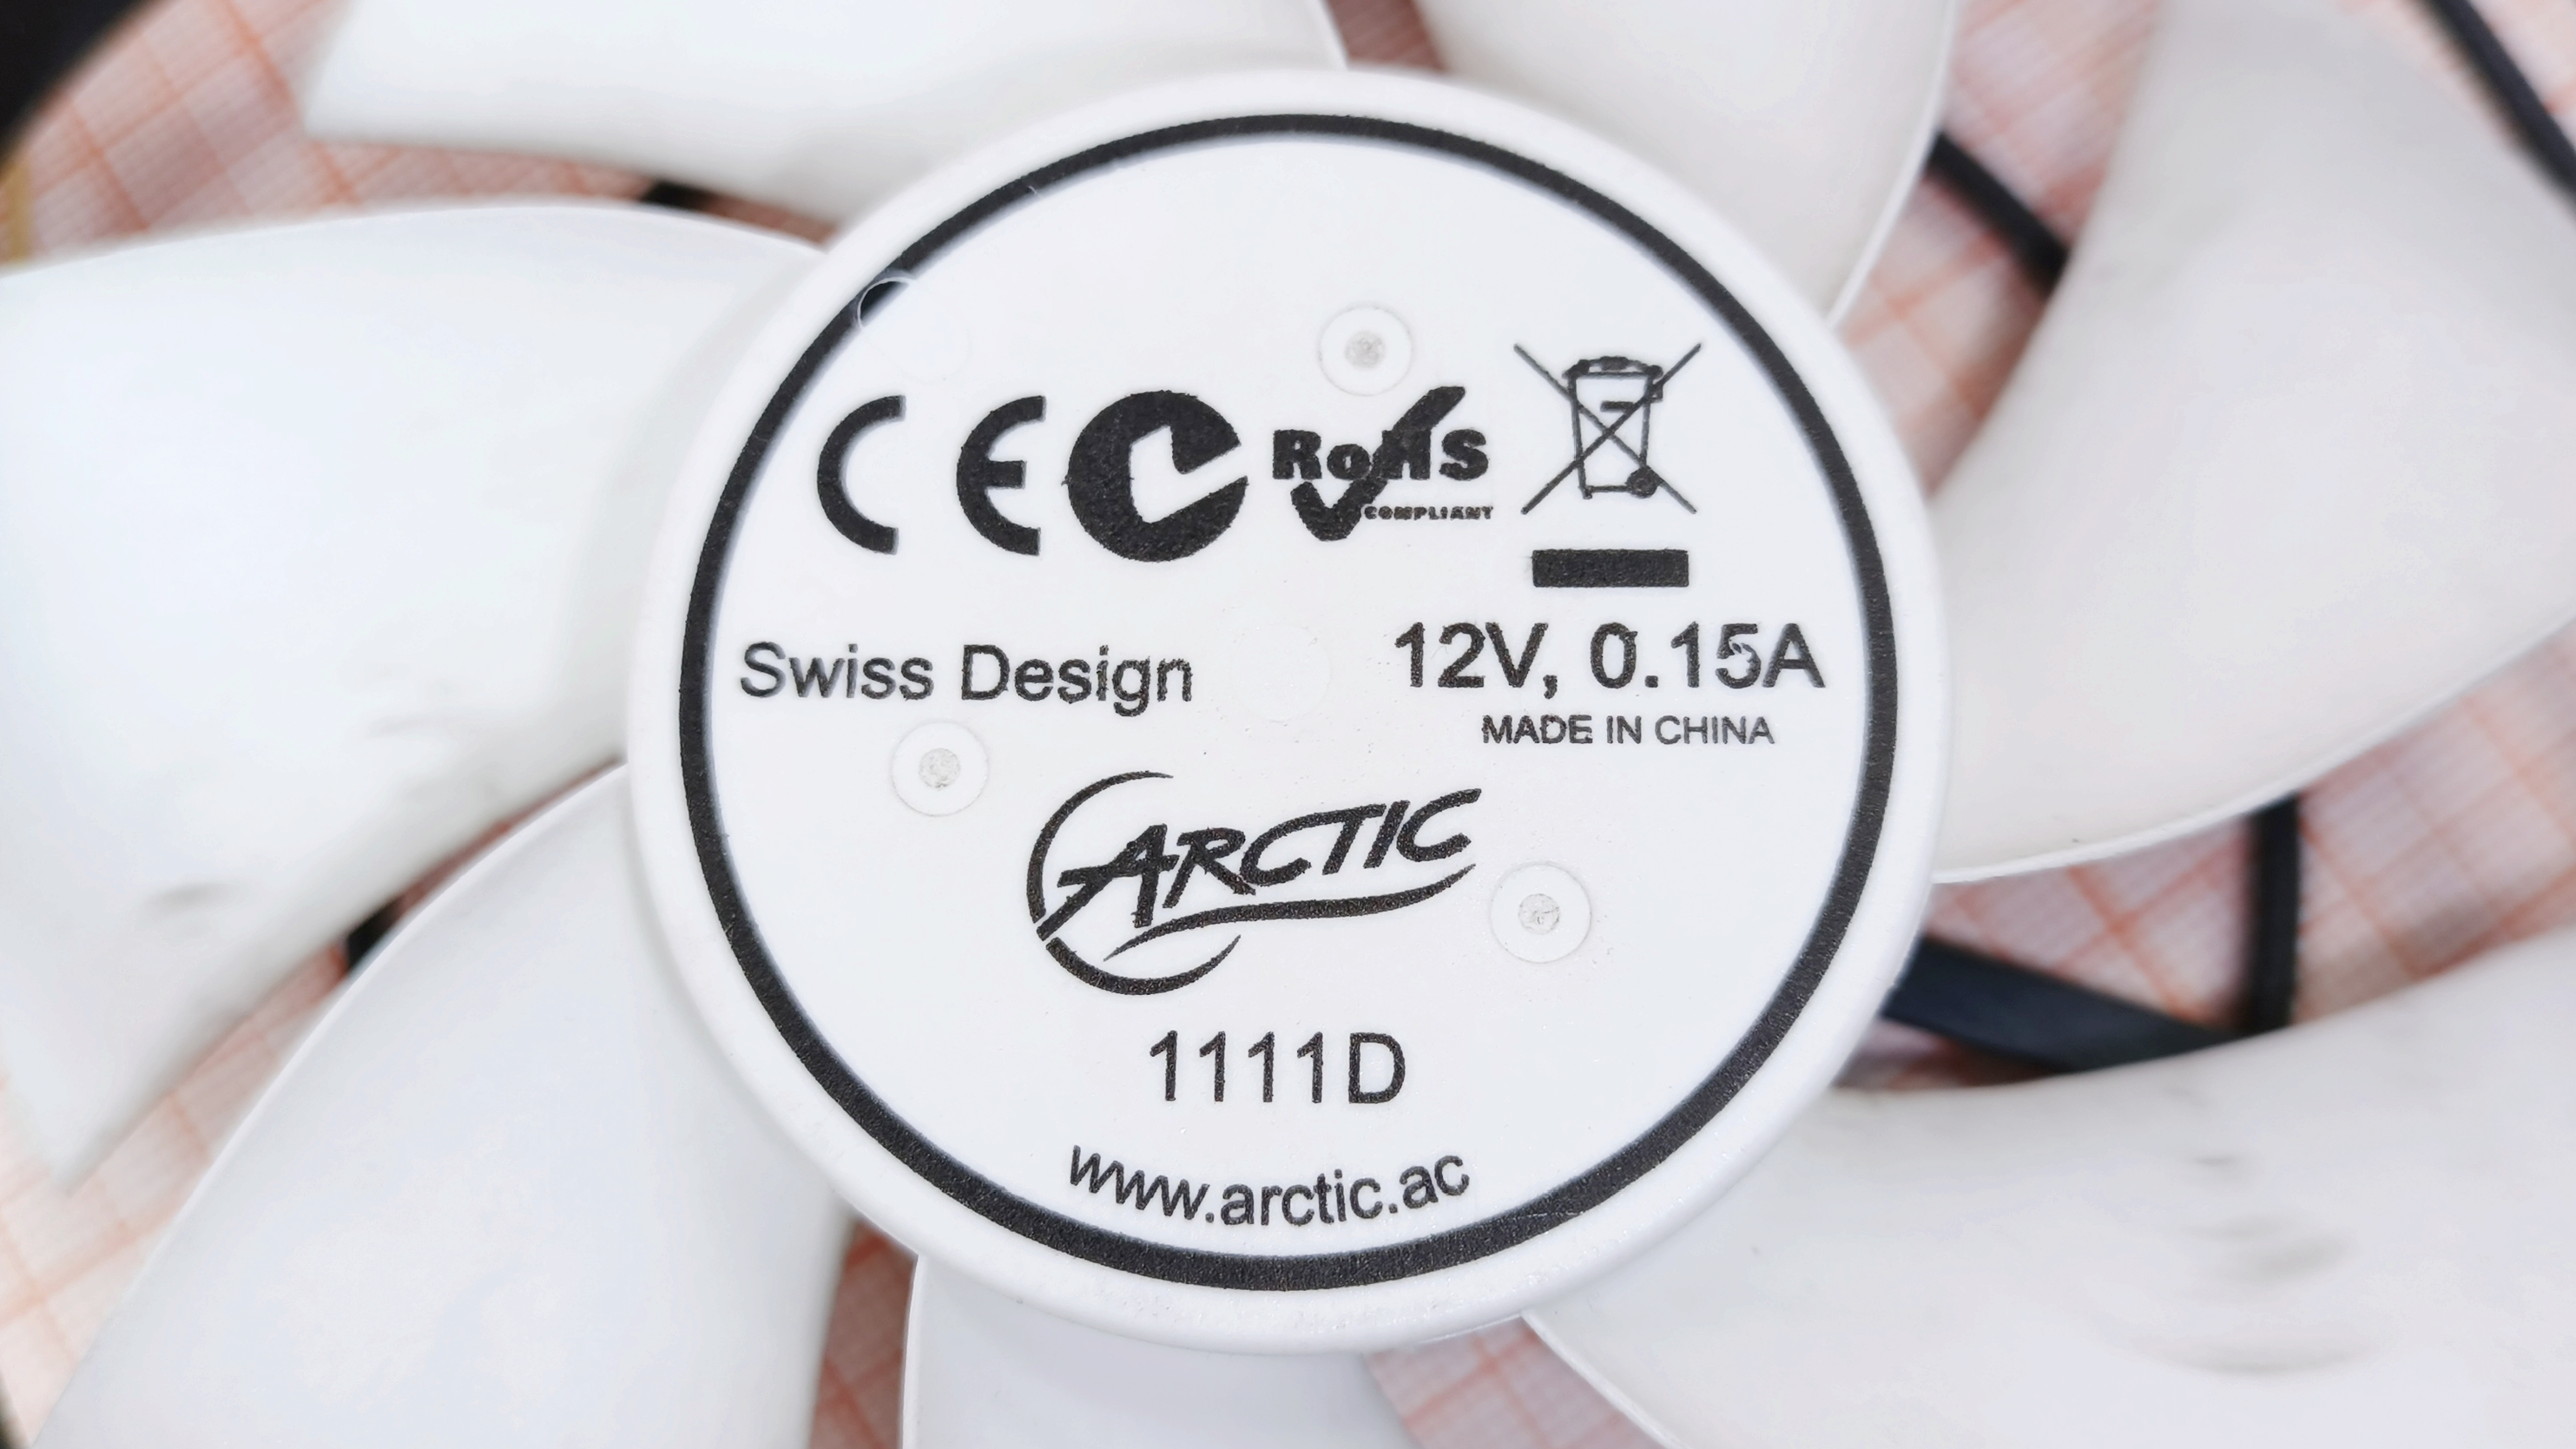 CE RoHS
COMPLIANT
Swiss Design
12V, 0.15A
MADE IN CHINA
ARCTIC
1111D
www.arctic.ac